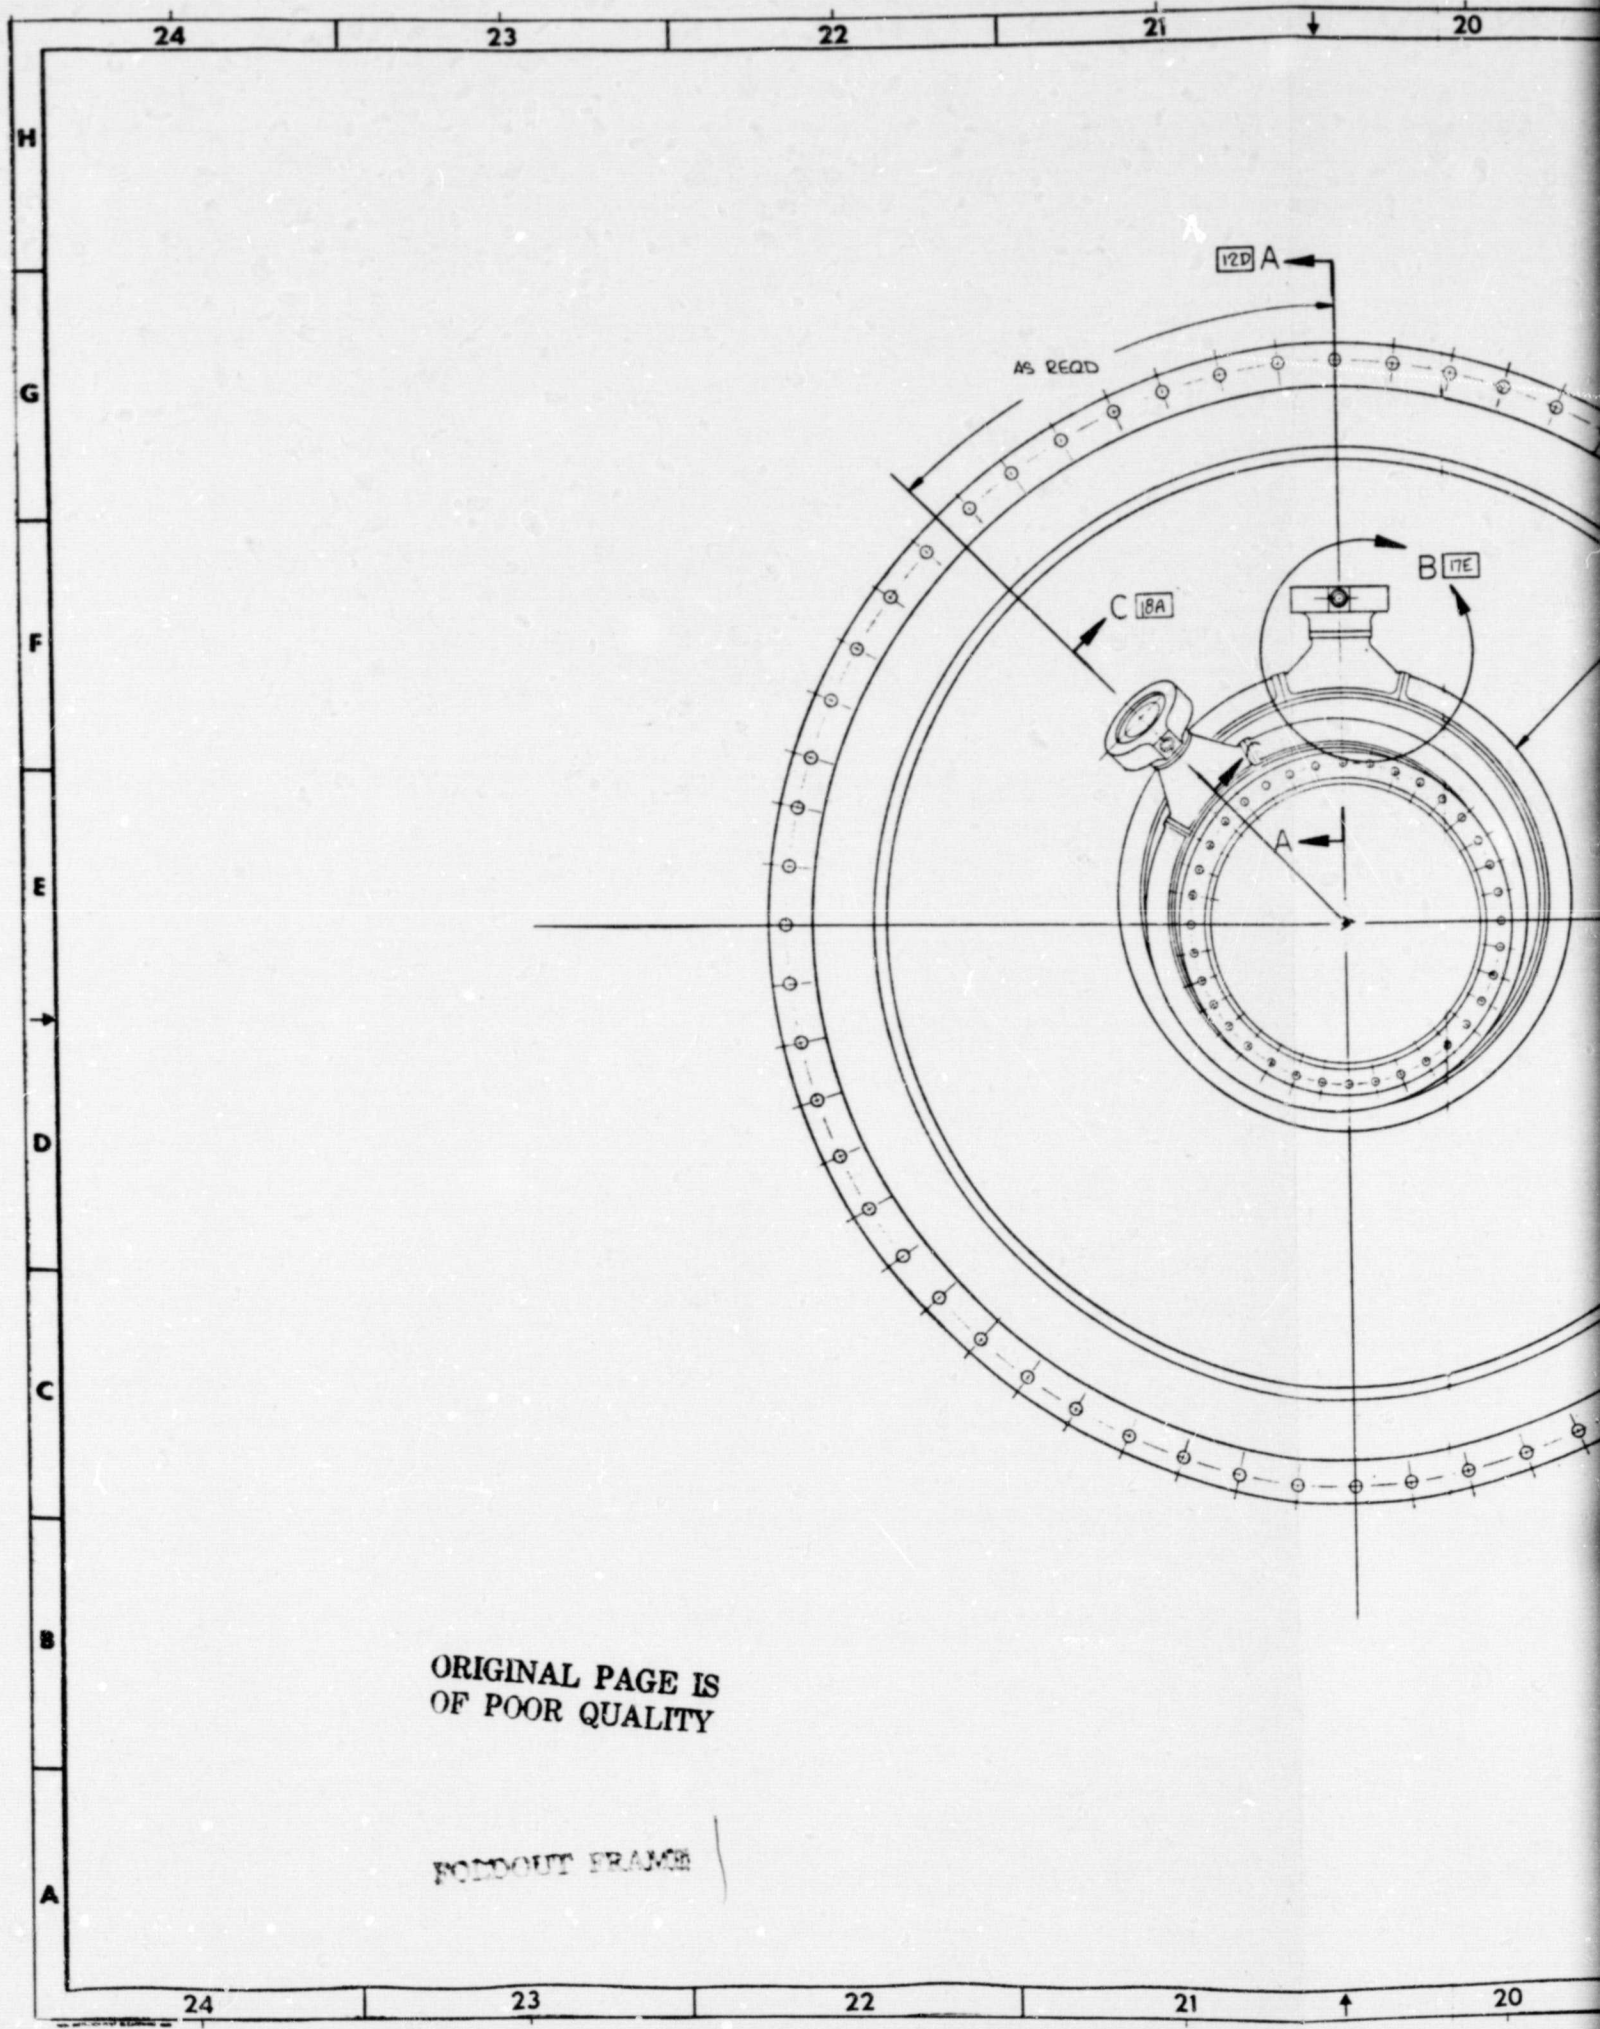 24 23 22 21 20
H
12D A
AS REQD
G
B 17E
C 18A
F
A
E
D
C
B
ORIGINAL PAGE IS
OF POOR QUALITY
FOLDOUT FRAME
A
24 23 22 21 20